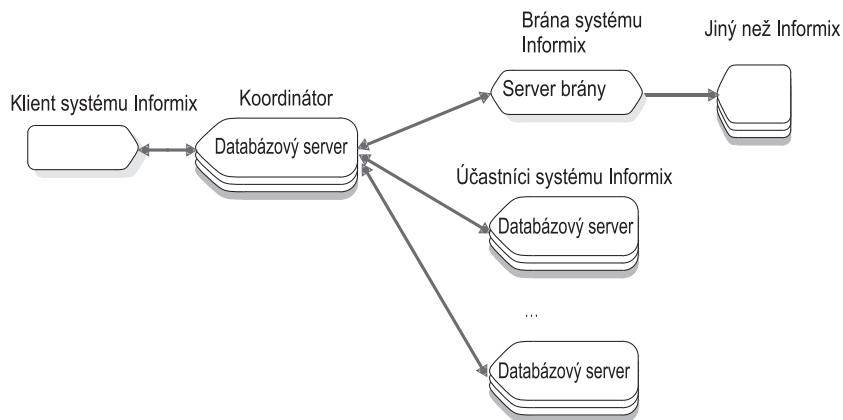 Brána systému
Informix
Jiný než Informix
Klient systému Informix
Koordinátor
Server brány
Databázový server
Účastníci systému Informix
Databázový server
...
Databázový server